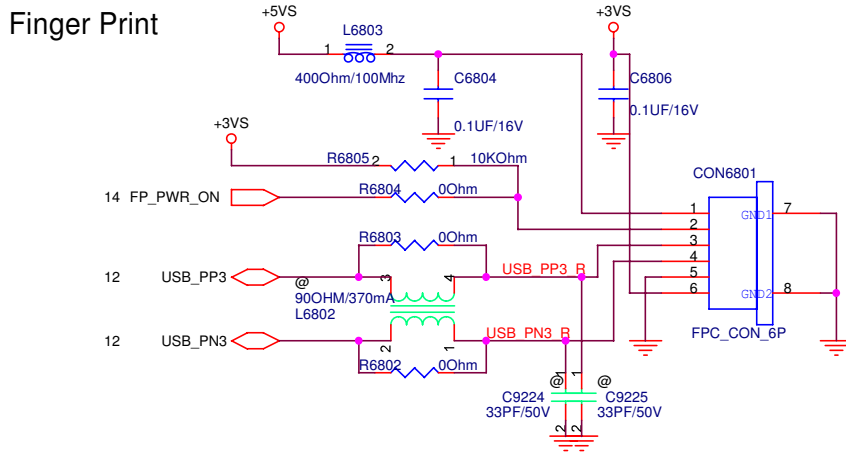 Finger Print
+5VS
+3VS
L6803
1 2
400Ohm/100Mhz
C6804
0.1UF/16V
C6806
0.1UF/16V
+3VS
R6805 2 1 10KOhm
14 FP_PWR_ON R6804 0Ohm
CON6801
1
2
3
4
5
6
GND1 7
GND2 8
FPC_CON_6P
R6803 0Ohm
12 USB_PP3
@
3 4
USB_PP3_R
90OHM/370mA
L6802
12 USB_PN3
2 1
USB_PN3_R
R6802 0Ohm
@ 1 1 @
C9224 C9225
33PF/50V 33PF/50V
2 2